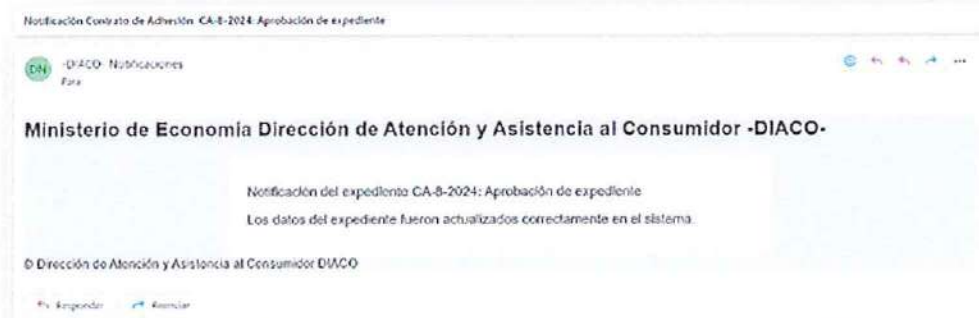 Notificación Contrato de Adhesión CA-8-2024: Aprobación de expediente
DN
-DIACO- Notificaciones
Para
Ministerio de Economía Dirección de Atención y Asistencia al Consumidor -DIACO-
Notificación del expediente CA-8-2024: Aprobación de expediente
Los datos del expediente fueron actualizados correctamente en el sistema.
© Dirección de Atención y Asistencia al Consumidor DIACO
Responder
Reenviar